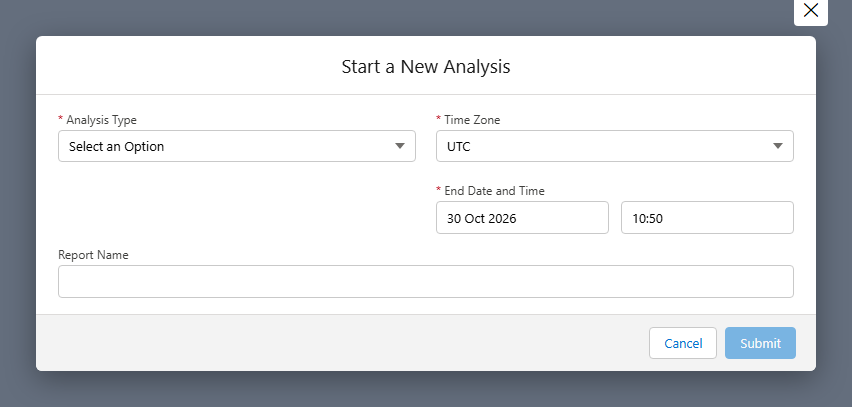 Start a New Analysis
* Analysis Type
Select an Option
* Time Zone
UTC
* End Date and Time
30 Oct 2026
10:50
Report Name
Cancel
Submit